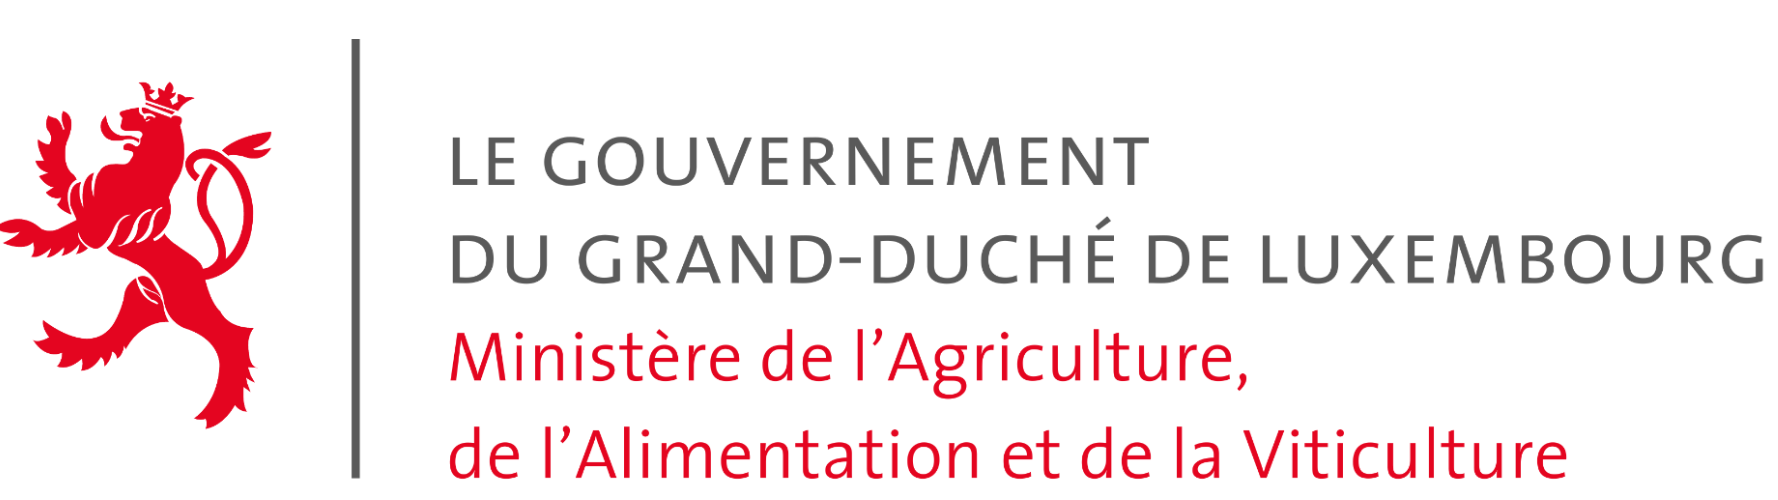 LE GOUVERNEMENT
DU GRAND-DUCHÉ DE LUXEMBOURG
Ministère de l’Agriculture,
de l’Alimentation et de la Viticulture